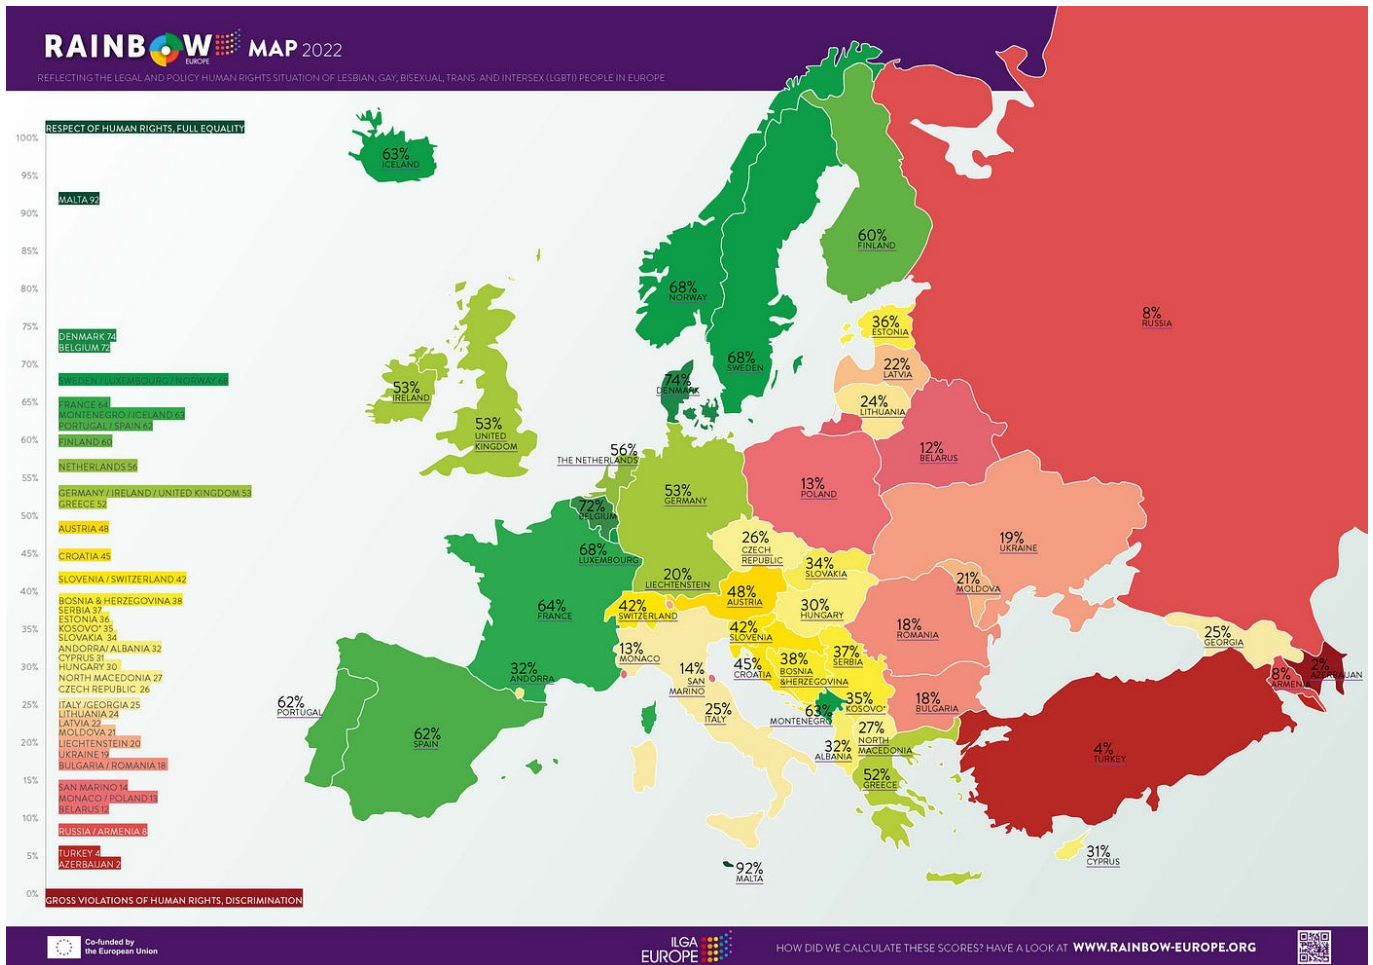 RAINBOW EUROPE MAP 2022
REFLECTING THE LEGAL AND POLICY HUMAN RIGHTS SITUATION OF LESBIAN, GAY, BISEXUAL, TRANS AND INTERSEX (LGBTI) PEOPLE IN EUROPE
RESPECT OF HUMAN RIGHTS, FULL EQUALITY
100%
95%
MALTA 92
90%
85%
80%
75%
DENMARK 74
BELGIUM 72
70%
SWEDEN / LUXEMBOURG / NORWAY 68
65%
FRANCE 64
MONTENEGRO / ICELAND 63
PORTUGAL / SPAIN 62
60%
FINLAND 60
NETHERLANDS 56
55%
GERMANY / IRELAND / UNITED KINGDOM 53
GREECE 52
50%
AUSTRIA 48
45%
CROATIA 45
SLOVENIA / SWITZERLAND 42
40%
BOSNIA & HERZEGOVINA 38
SERBIA 37
ESTONIA 36
KOSOVO* 35
35%
SLOVAKIA 34
ANDORRA/ ALBANIA 32
CYPRUS 31
HUNGARY 30
30%
NORTH MACEDONIA 27
CZECH REPUBLIC 26
25%
ITALY /GEORGIA 25
LITHUANIA 24
LATVIA 22
MOLDOVA 21
LIECHTENSTEIN 20
20%
UKRAINE 19
BULGARIA / ROMANIA 18
15%
SAN MARINO 14
MONACO / POLAND 13
BELARUS 12
10%
RUSSIA / ARMENIA 8
5%
TURKEY 4
AZERBAIJAN 2
0%
GROSS VIOLATIONS OF HUMAN RIGHTS, DISCRIMINATION
63%
ICELAND
60%
FINLAND
68%
NORWAY
68%
SWEDEN
8%
RUSSIA
36%
ESTONIA
22%
LATVIA
24%
LITHUANIA
74%
DENMARK
53%
IRELAND
53%
UNITED
KINGDOM
56%
THE NETHERLANDS
12%
BELARUS
13%
POLAND
53%
GERMANY
72%
BELGIUM
68%
LUXEMBOURG
26%
CZECH
REPUBLIC
19%
UKRAINE
34%
SLOVAKIA
20%
LIECHTENSTEIN
21%
MOLDOVA
48%
AUSTRIA
64%
FRANCE
42%
SWITZERLAND
30%
HUNGARY
18%
ROMANIA
42%
SLOVENIA
25%
GEORGIA
13%
MONACO
37%
SERBIA
45%
CROATIA
38%
BOSNIA
&HERZEGOVINA
32%
ANDORRA
14%
SAN
MARINO
2%
AZERBAIJAN
8%
ARMENIA
35%
KOSOVO*
18%
BULGARIA
62%
PORTUGAL
25%
ITALY
63%
MONTENEGRO
27%
NORTH
MACEDONIA
62%
SPAIN
32%
ALBANIA
4%
TURKEY
52%
GREECE
92%
MALTA
31%
CYPRUS
Co-funded by
the European Union
ILGA
EUROPE
HOW DID WE CALCULATE THESE SCORES? HAVE A LOOK AT WWW.RAINBOW-EUROPE.ORG